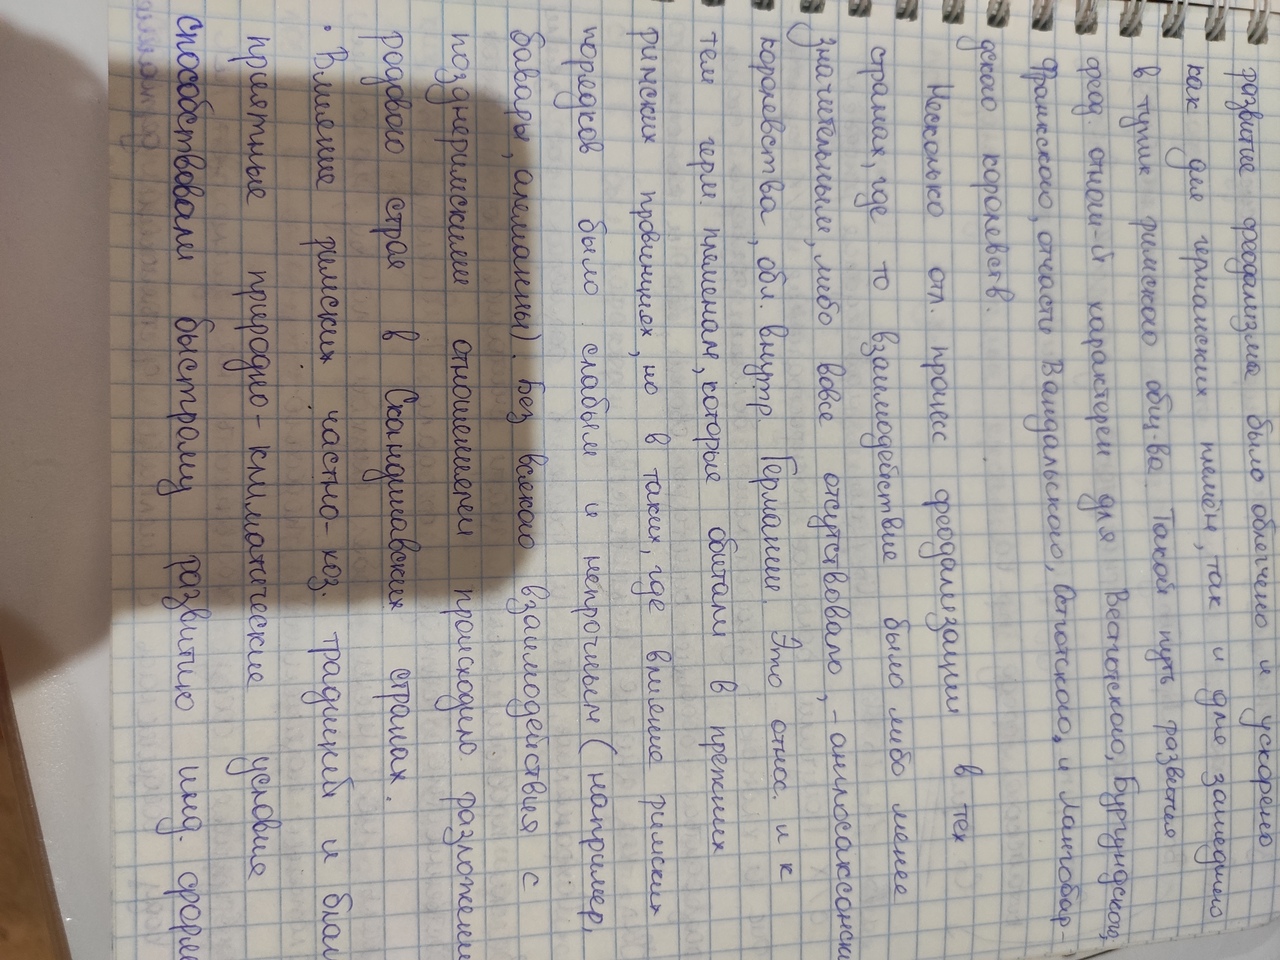 развитие феодализма было облегчено и ускорено
как для германских племён, так и для зашедшего
в тупик римского общ-ва. Такой путь развития
феод. отнош-й характерен для Вестготского, Бургундского,
Франкского, отчасти Вандальского, Остготского, и Лангобар-
дского королевств.
Несколько отл. процесс феодализации в тех
странах, где то взаимодействие было либо менее
значительным, либо вовсе отсутствовало, - англосаксонски
королевства, обл. внутр. Германии. Это относ. и к
тем герм. племенам, которые обитали в прежних
римских провинциях, но в таких, где влияние римских
порядков было слабым и непрочным (например,
бавары, алеманны). Без всякого взаимодействия с
позднеримскими отношениями происходило разложени
родового строя в Скандинавских странах.
· Влияние римских частно-хоз. традиций и благ
приятные природно-климатические условия
способствовали быстрому развитию инд. форм